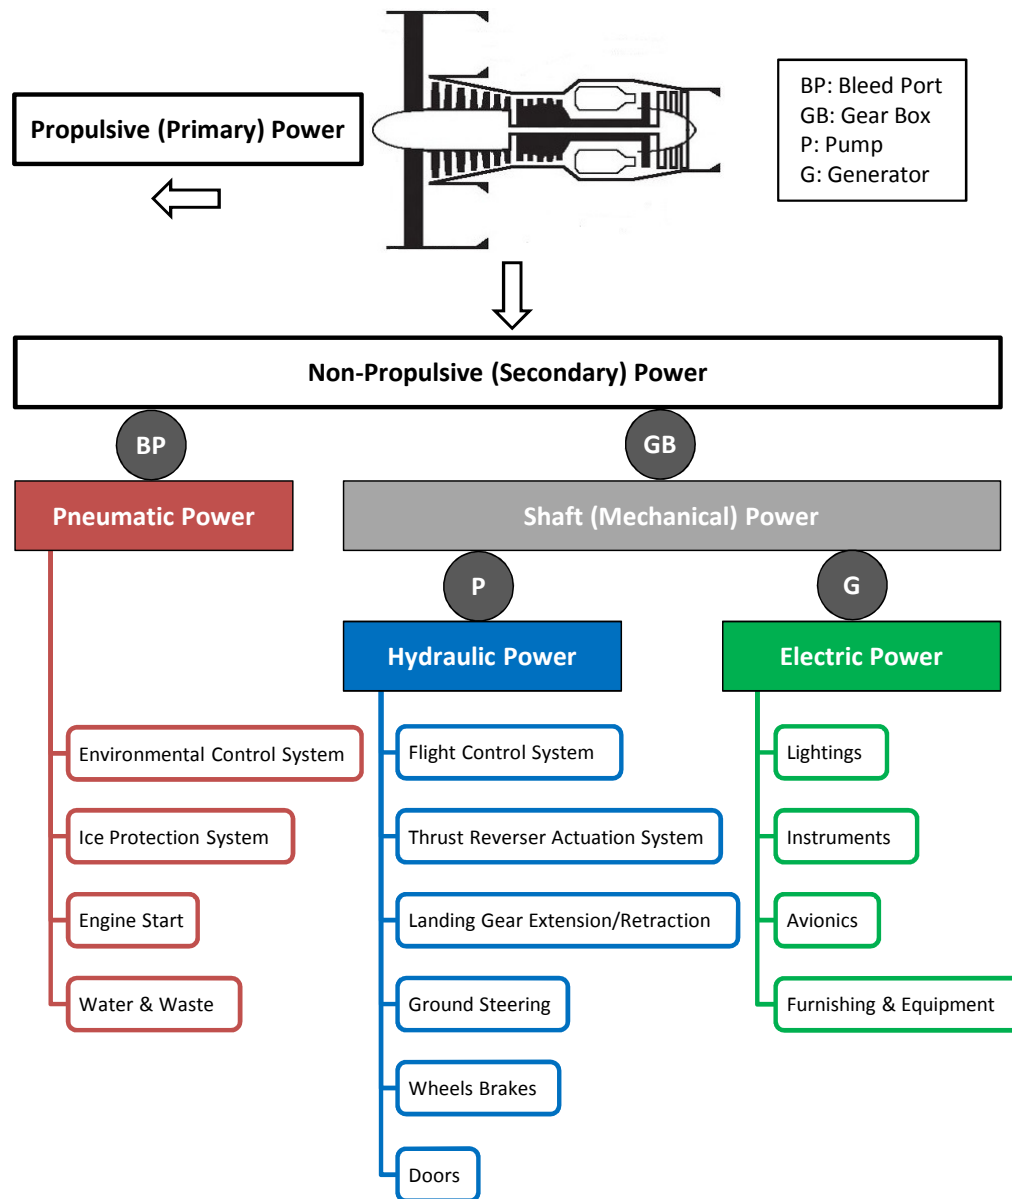 BP: Bleed Port
GB: Gear Box
P: Pump
G: Generator
Propulsive (Primary) Power
Non-Propulsive (Secondary) Power
BP
GB
Pneumatic Power
Shaft (Mechanical) Power
P
G
Hydraulic Power
Electric Power
Environmental Control System
Ice Protection System
Engine Start
Water & Waste
Flight Control System
Thrust Reverser Actuation System
Landing Gear Extension/Retraction
Ground Steering
Wheels Brakes
Doors
Lightings
Instruments
Avionics
Furnishing & Equipment